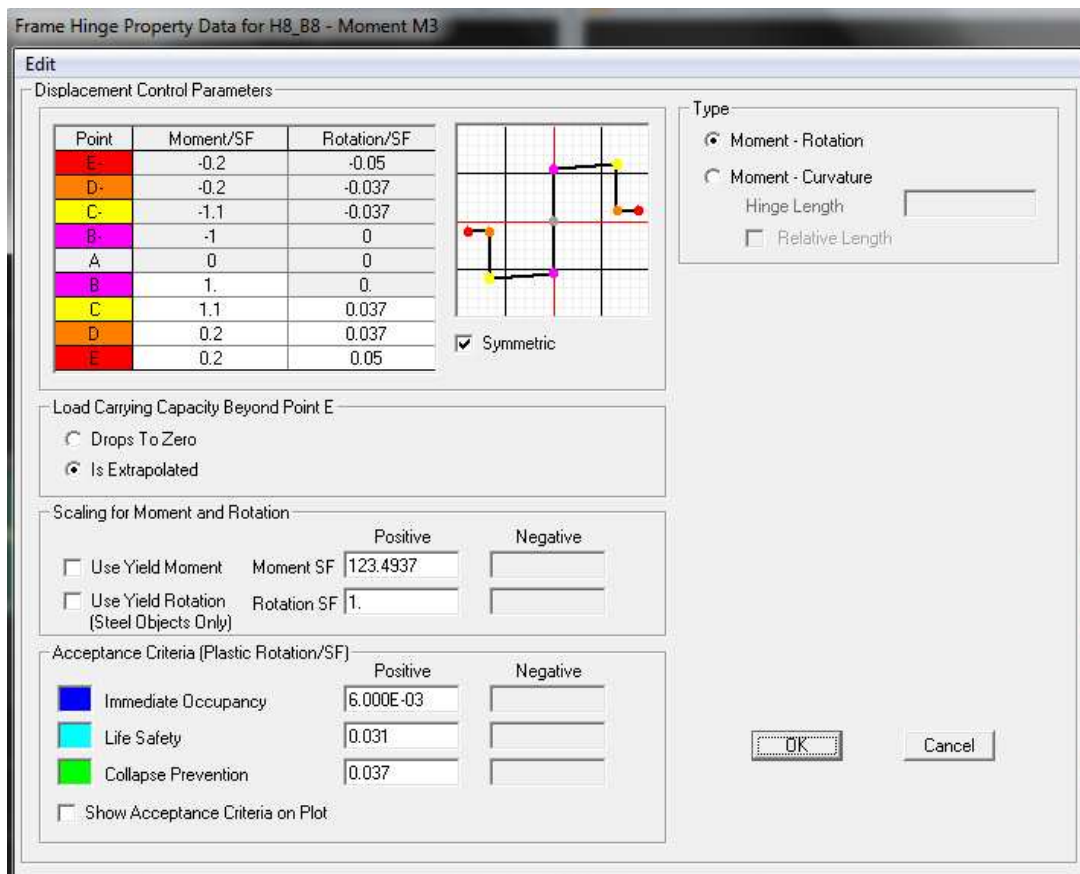 Frame Hinge Property Data for H8_B8 - Moment M3
Edit
Displacement Control Parameters
Point Moment/SF Rotation/SF
E- -0.2 -0.05
D- -0.2 -0.037
C- -1.1 -0.037
B- -1 0
A 0 0
B 1. 0.
C 1.1 0.037
D 0.2 0.037
E 0.2 0.05
Symmetric
Type
Moment - Rotation
Moment - Curvature
Hinge Length
Relative Length
Load Carrying Capacity Beyond Point E
Drops To Zero
Is Extrapolated
Scaling for Moment and Rotation
Positive Negative
Use Yield Moment Moment SF 123.4937
Use Yield Rotation Rotation SF 1.
(Steel Objects Only)
Acceptance Criteria (Plastic Rotation/SF)
Positive Negative
Immediate Occupancy 6.000E-03
Life Safety 0.031
Collapse Prevention 0.037
Show Acceptance Criteria on Plot
OK Cancel